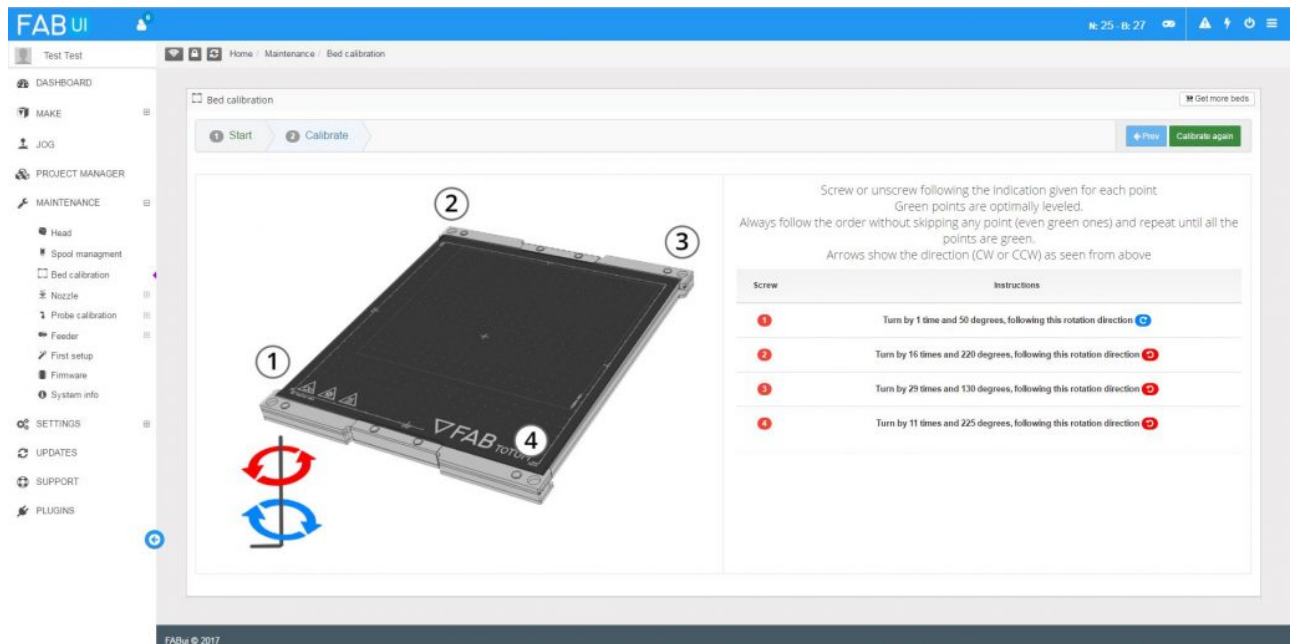 FABUI
6
N: 25 - B: 27
Test Test
Home / Maintenance / Bed calibration
DASHBOARD
MAKE
JOG
PROJECT MANAGER
MAINTENANCE
Head
Spool managment
Bed calibration
Nozzle
Probe calibration
Feeder
First setup
Firmware
System info
SETTINGS
UPDATES
SUPPORT
PLUGINS
Bed calibration
Get more beds
1 Start
2 Calibrate
Prev
Calibrate again
2
3
1
4
FAB TOTUM
Screw or unscrew following the indication given for each point
Green points are optimally leveled.
Always follow the order without skipping any point (even green ones) and repeat until all the
points are green.
Arrows show the direction (CW or CCW) as seen from above
Screw Instructions
1 Turn by 1 time and 50 degrees, following this rotation direction
2 Turn by 16 times and 220 degrees, following this rotation direction
3 Turn by 29 times and 130 degrees, following this rotation direction
4 Turn by 11 times and 225 degrees, following this rotation direction
FABui © 2017